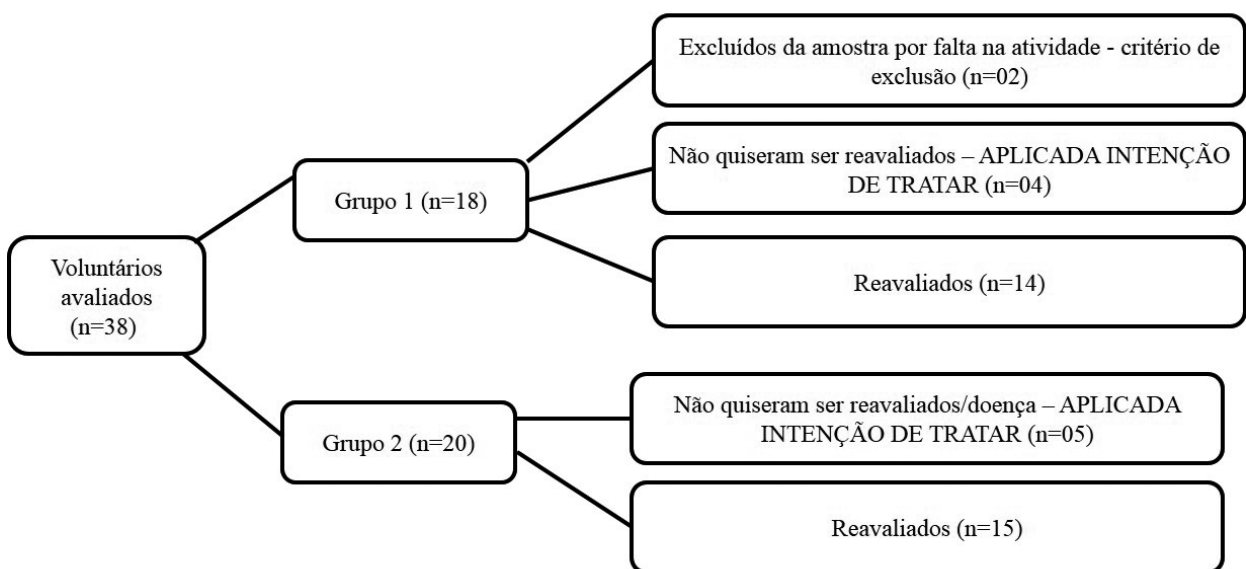 Voluntários
avaliados
(n=38)
Grupo 1 (n=18)
Excluídos da amostra por falta na atividade - critério de
exclusão (n=02)
Não quiseram ser reavaliados – APLICADA INTENÇÃO
DE TRATAR (n=04)
Reavaliados (n=14)
Grupo 2 (n=20)
Não quiseram ser reavaliados/doença – APLICADA
INTENÇÃO DE TRATAR (n=05)
Reavaliados (n=15)